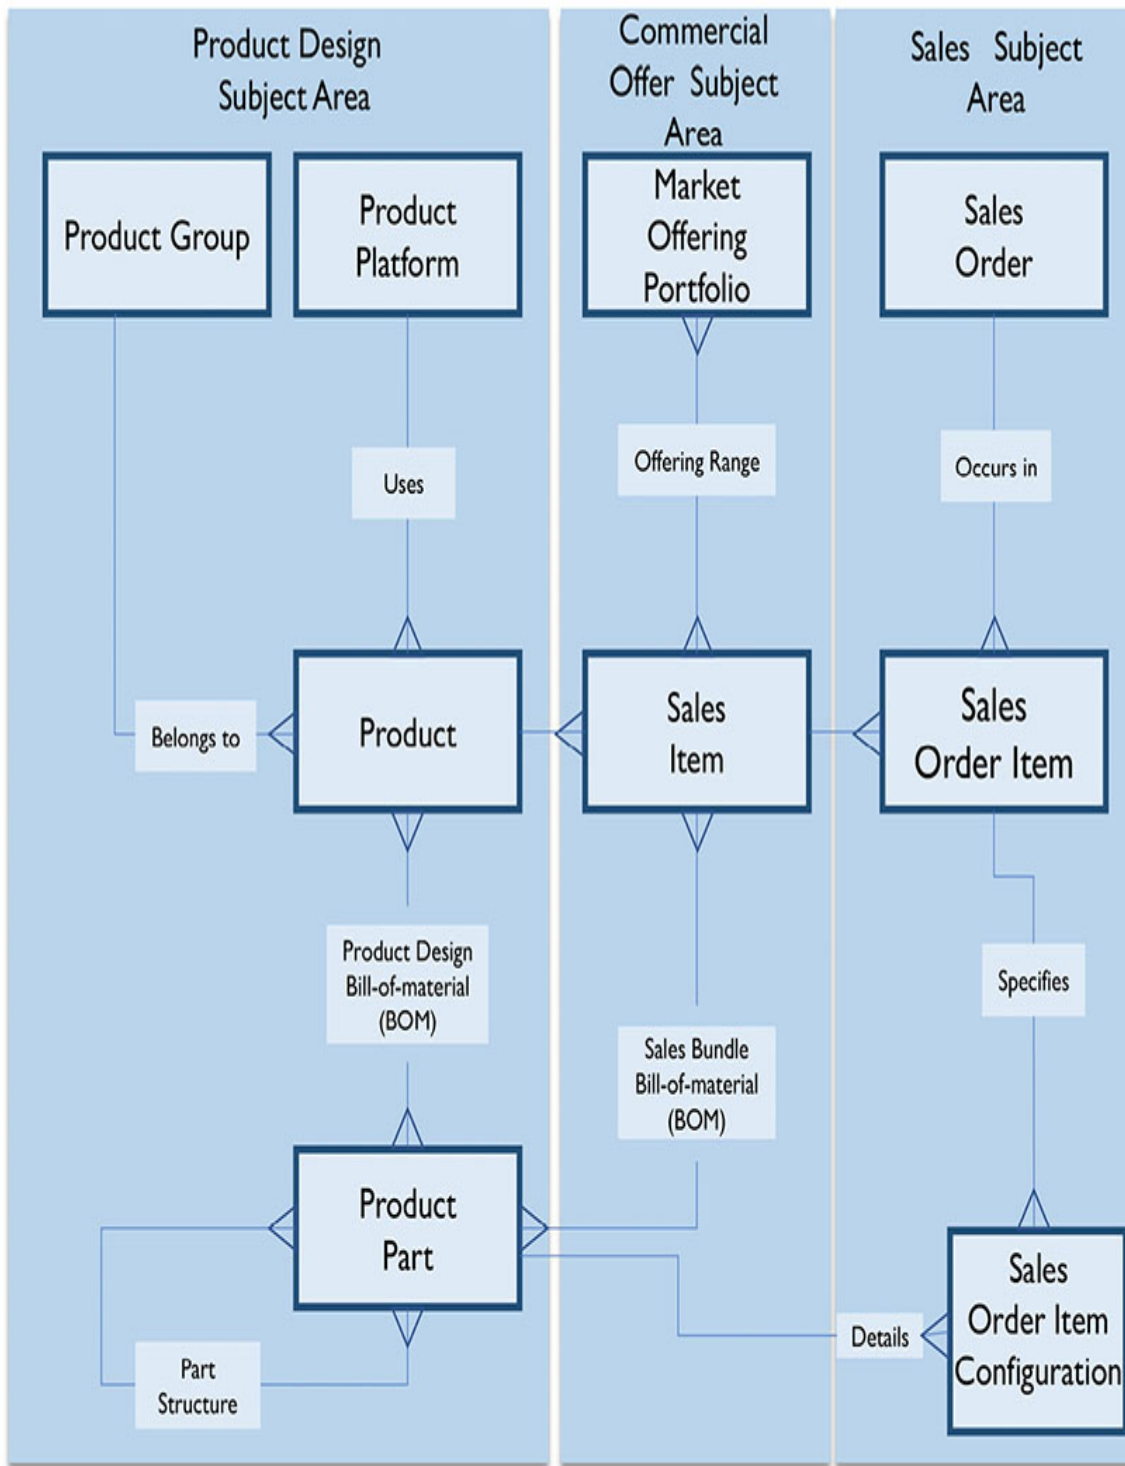 Product Design
Subject Area
Commercial
Offer Subject
Area
Sales Subject
Area
Product Group
Product
Platform
Market
Offering
Portfolio
Sales
Order
Uses
Offering Range
Occurs in
Belongs to
Product
Sales
Item
Sales
Order Item
Product Design
Bill-of-material
(BOM)
Sales Bundle
Bill-of-material
(BOM)
Specifies
Product
Part
Part
Structure
Details
Sales
Order Item
Configuration